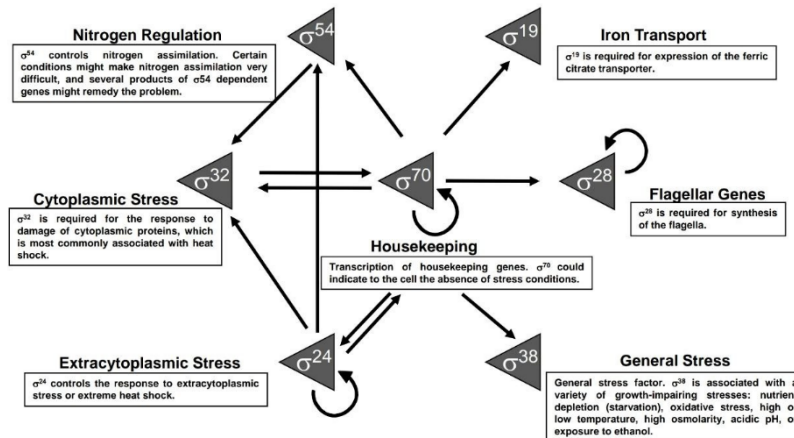 Nitrogen Regulation
σ54 controls nitrogen assimilation. Certain
conditions might make nitrogen assimilation very
difficult, and several products of σ54 dependent
genes might remedy the problem.
σ54
σ19
Iron Transport
σ19 is required for expression of the ferric
citrate transporter.
σ32
Cytoplasmic Stress
σ32 is required for the response to
damage of cytoplasmic proteins, which
is most commonly associated with heat
shock.
σ70
Housekeeping
Transcription of housekeeping genes. σ70 could
indicate to the cell the absence of stress conditions.
σ28
Flagellar Genes
σ28 is required for synthesis
of the flagella.
Extracytoplasmic Stress
σ24 controls the response to extracytoplasmic
stress or extreme heat shock.
σ24
σ38
General Stress
General stress factor. σ38 is associated with a
variety of growth-impairing stresses: nutrien
depletion (starvation), oxidative stress, high o
low temperature, high osmolarity, acidic pH, o
exposure to ethanol.